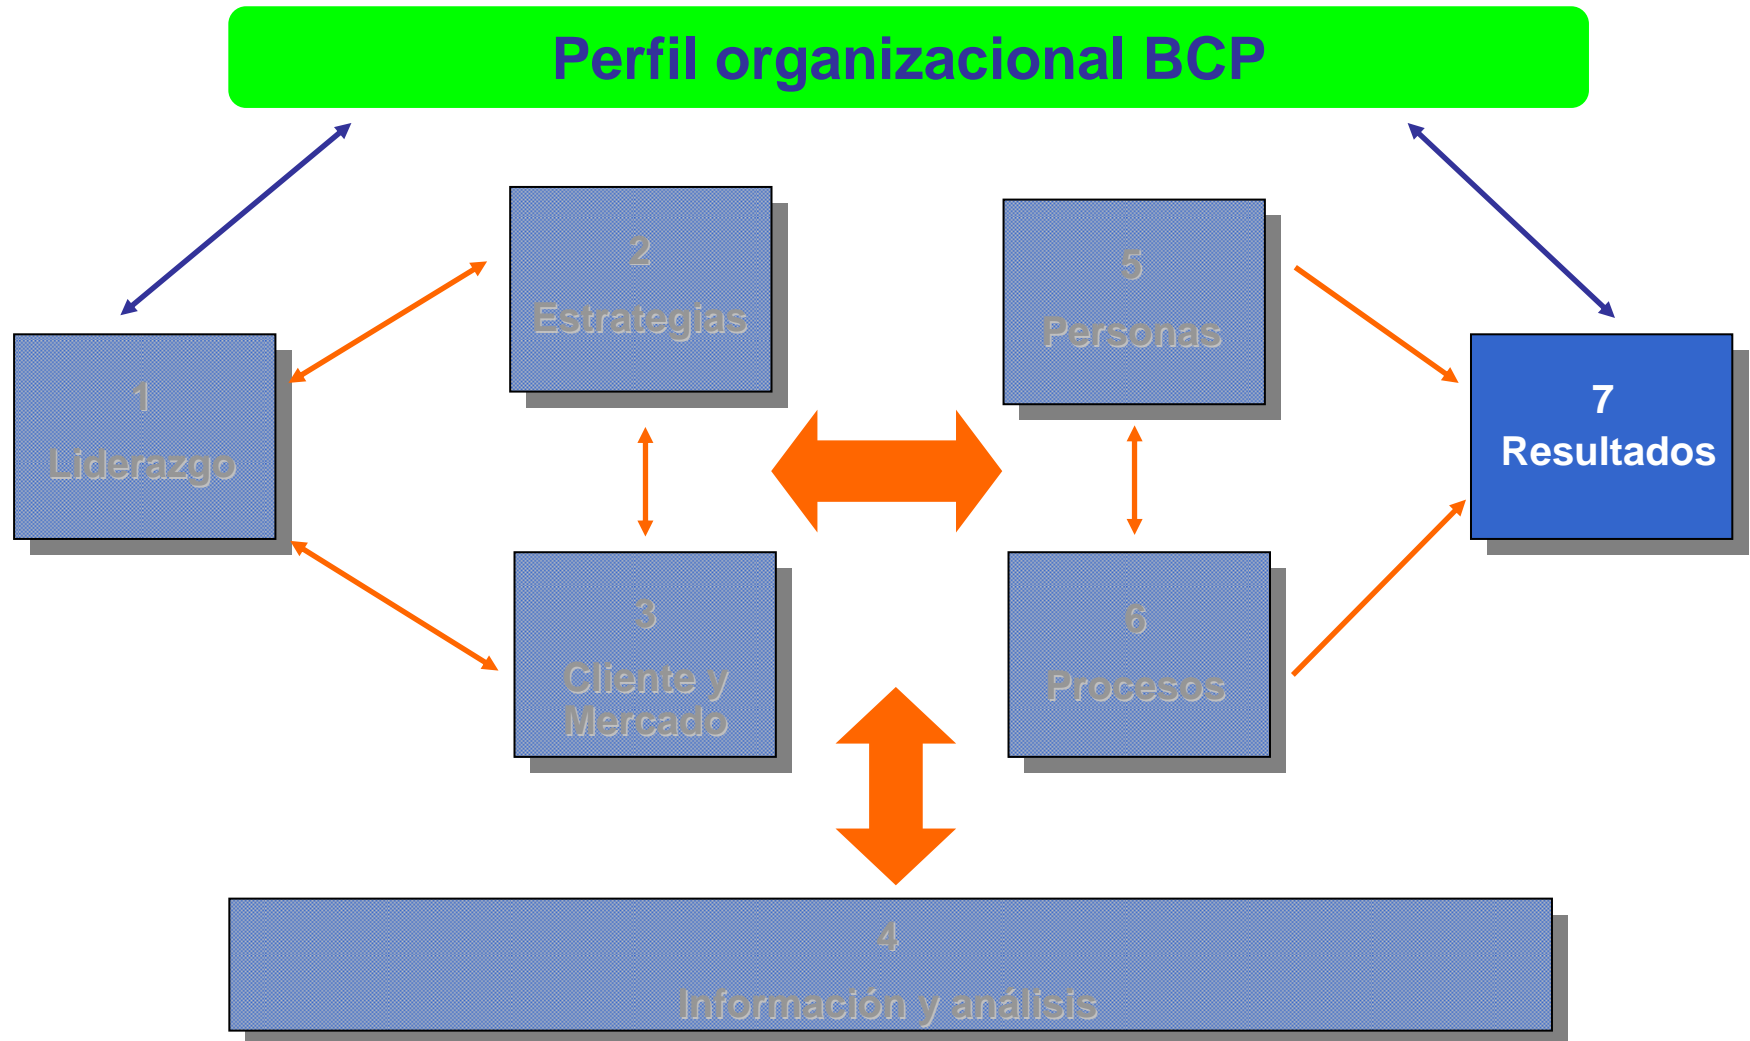 Perfil organizacional BCP
1
Liderazgo
2
Estrategias
3
Cliente y
Mercado
5
Personas
6
Procesos
7
Resultados
4
Información y análisis